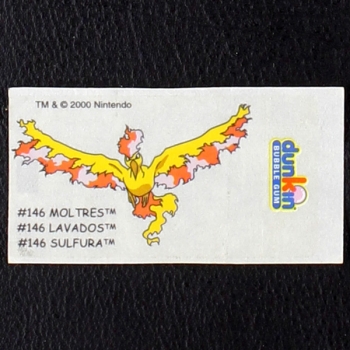 TM & © 2000 Nintendo
dunkin
BUBBLE GUM
#146 MOLTRES™
#146 LAVADOS™
#146 SULFURA™